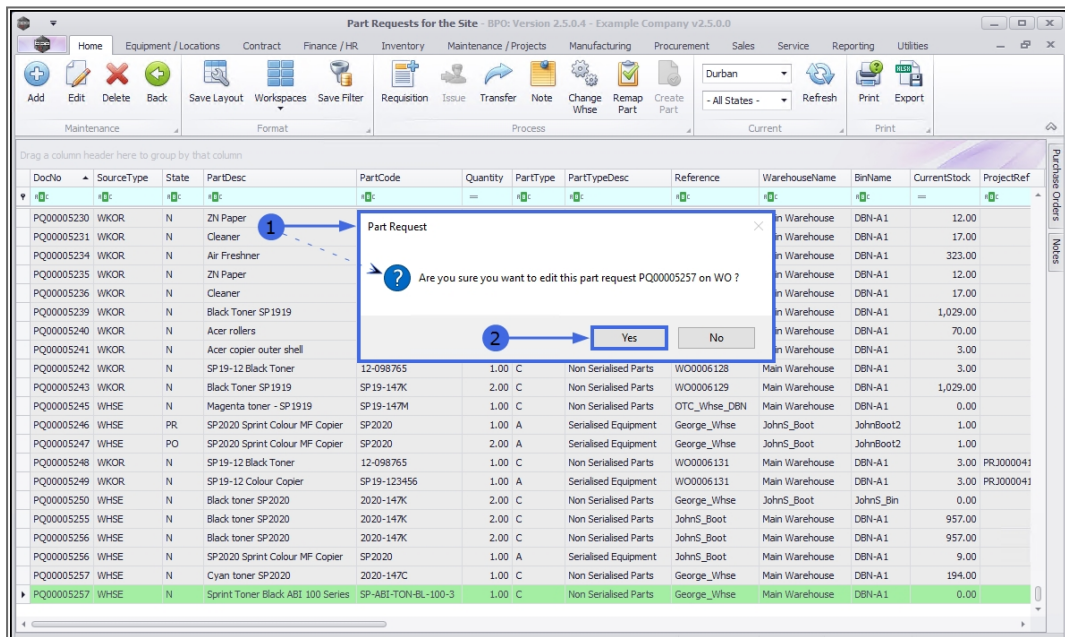 Part Requests for the Site - BPO: Version 2.5.0.4 - Example Company v2.5.0.0
Home Equipment / Locations Contract Finance / HR Inventory Maintenance / Projects Manufacturing Procurement Sales Service Reporting Utilities
Add Edit Delete Back Save Layout Workspaces Save Filter Requisition Issue Transfer Note Change Whse Remap Part Create Part Durban - All States - Refresh Print Export
Maintenance Format Process Current Print
Drag a column header here to group by that column
DocNo SourceType State PartDesc PartCode Quantity PartType PartTypeDesc Reference WarehouseName BinName CurrentStock ProjectRef
PQ00005230 WKOR N ZN Paper n Warehouse DBN-A1 12.00
PQ00005231 WKOR N Cleaner n Warehouse DBN-A1 17.00
PQ00005234 WKOR N Air Freshner n Warehouse DBN-A1 323.00
PQ00005235 WKOR N ZN Paper n Warehouse DBN-A1 12.00
PQ00005236 WKOR N Cleaner n Warehouse DBN-A1 17.00
PQ00005239 WKOR N Black Toner SP1919 n Warehouse DBN-A1 1,029.00
PQ00005240 WKOR N Acer rollers n Warehouse DBN-A1 70.00
PQ00005241 WKOR N Acer copier outer shell n Warehouse DBN-A1 3.00
PQ00005242 WKOR N SP19-12 Black Toner 12-098765 1.00 C Non Serialised Parts WO0006128 Main Warehouse DBN-A1 3.00
PQ00005243 WKOR N Black Toner SP1919 SP19-147K 2.00 C Non Serialised Parts WO0006129 Main Warehouse DBN-A1 1,029.00
PQ00005245 WHSE N Magenta toner - SP1919 SP19-147M 1.00 C Non Serialised Parts OTC_Whse_DBN Main Warehouse DBN-A1 0.00
PQ00005246 WHSE PR SP2020 Sprint Colour MF Copier SP2020 1.00 A Serialised Equipment George_Whse JohnS_Boot JohnBoot2 1.00
PQ00005247 WHSE PO SP2020 Sprint Colour MF Copier SP2020 2.00 A Serialised Equipment George_Whse JohnS_Boot JohnBoot2 1.00
PQ00005248 WKOR N SP19-12 Black Toner 12-098765 1.00 C Non Serialised Parts WO0006131 Main Warehouse DBN-A1 3.00 PRJ000041
PQ00005249 WKOR N SP19-12 Colour Copier SP19-123456 1.00 A Serialised Equipment WO0006131 Main Warehouse DBN-A1 3.00 PRJ000041
PQ00005250 WHSE N Black toner SP2020 2020-147K 2.00 C Non Serialised Parts George_Whse JohnS_Boot JohnS_Bin 0.00
PQ00005255 WHSE N Black toner SP2020 2020-147K 2.00 C Non Serialised Parts JohnS_Boot Main Warehouse DBN-A1 957.00
PQ00005256 WHSE N Black toner SP2020 2020-147K 2.00 C Non Serialised Parts JohnS_Boot Main Warehouse DBN-A1 957.00
PQ00005256 WHSE N SP2020 Sprint Colour MF Copier SP2020 1.00 A Serialised Equipment JohnS_Boot Main Warehouse DBN-A1 9.00
PQ00005257 WHSE N Cyan toner SP2020 2020-147C 1.00 C Non Serialised Parts George_Whse Main Warehouse DBN-A1 194.00
PQ00005257 WHSE N Sprint Toner Black ABI 100 Series SP-ABI-TON-BL-100-3 1.00 C Non Serialised Parts George_Whse Main Warehouse DBN-A1 0.00
1
Part Request
Are you sure you want to edit this part request PQ00005257 on WO ?
2
Yes No
Purchase Orders
Notes